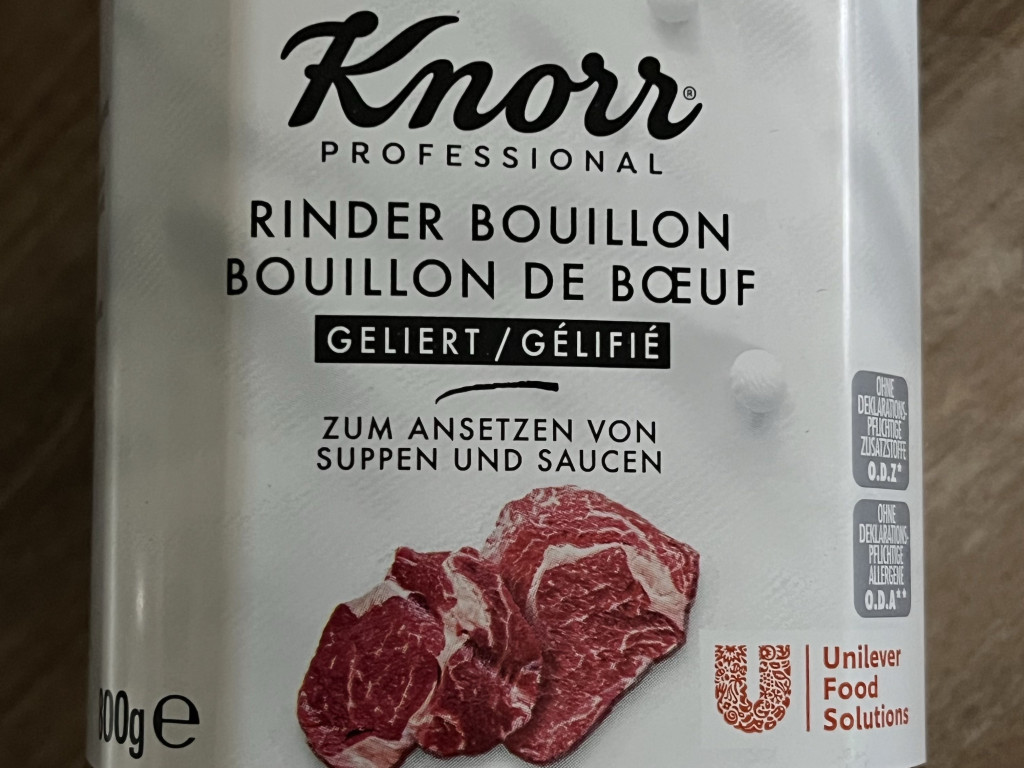 Knorr®
PROFESSIONAL
RINDER BOUILLON
BOUILLON DE BŒUF
GELIERT / GÉLIFIÉ
ZUM ANSETZEN VON
SUPPEN UND SAUCEN
OHNE
DEKLARATIONS-
PFLICHTIGE
ZUSATZSTOFFE
O.D.Z*
OHNE
DEKLARATIONS-
PFLICHTIGE
ALLERGENE
O.D.A**
Unilever
Food
Solutions
800g e